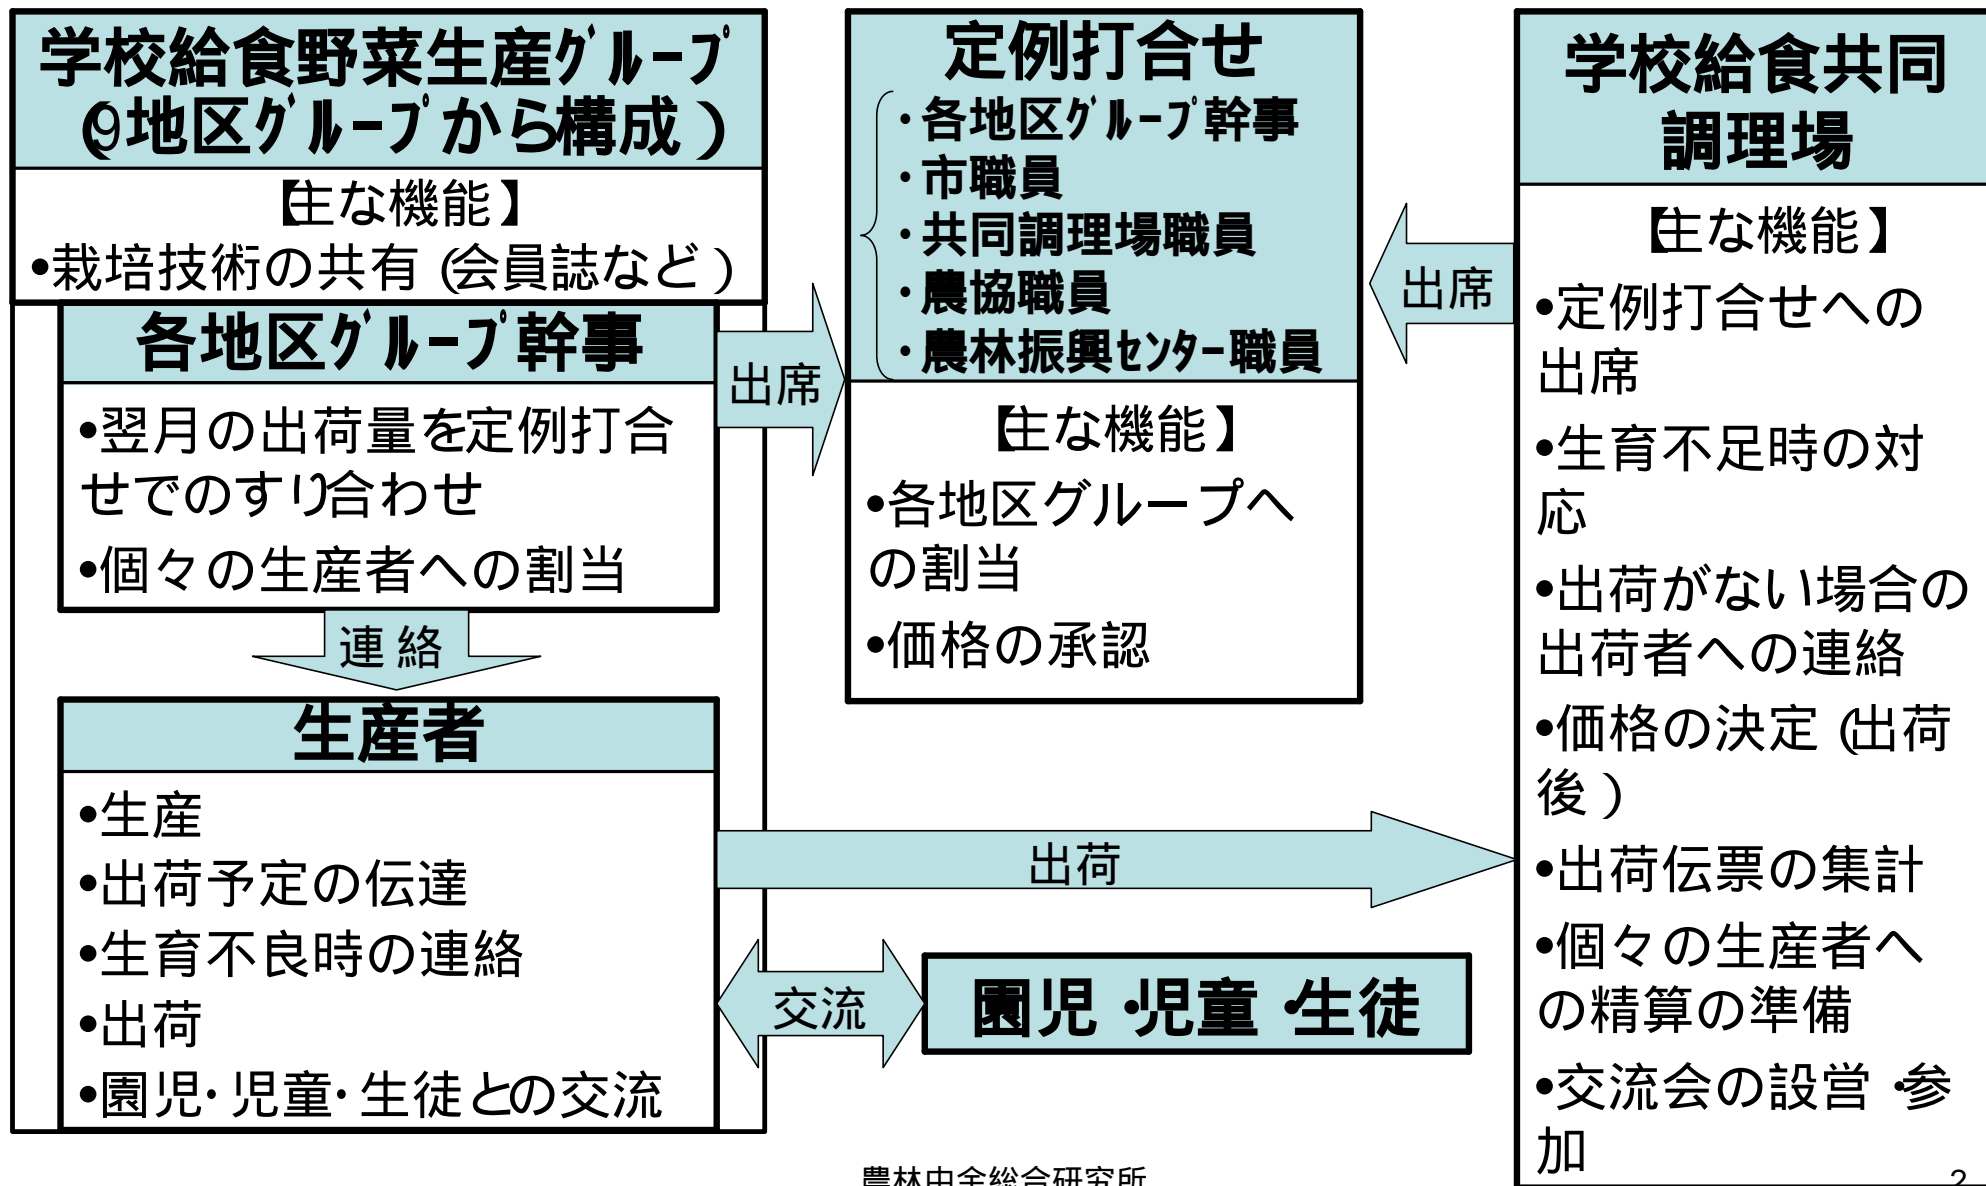 学校給食野菜生産ｸﾞﾙｰﾌﾟ
(9地区ｸﾞﾙｰﾌﾟから構成)
【主な機能】
•栽培技術の共有(会員誌など)
各地区ｸﾞﾙｰﾌﾟ幹事
•翌月の出荷量を定例打合
せでのすり合わせ
•個々の生産者への割当
連絡
生産者
•生産
•出荷予定の伝達
•生育不良時の連絡
•出荷
•園児･児童･生徒との交流
出席
定例打合せ
・各地区ｸﾞﾙｰﾌﾟ幹事
・市職員
・共同調理場職員
・農協職員
・農林振興ｾﾝﾀｰ職員
【主な機能】
•各地区グループへ
の割当
•価格の承認
出席
出荷
交流
園児・児童・生徒
学校給食共同
調理場
【主な機能】
•定例打合せへの
出席
•生育不足時の対
応
•出荷がない場合の
出荷者への連絡
•価格の決定(出荷
後)
•出荷伝票の集計
•個々の生産者へ
の精算の準備
•交流会の設営・参
加
農林中金総合研究所
2